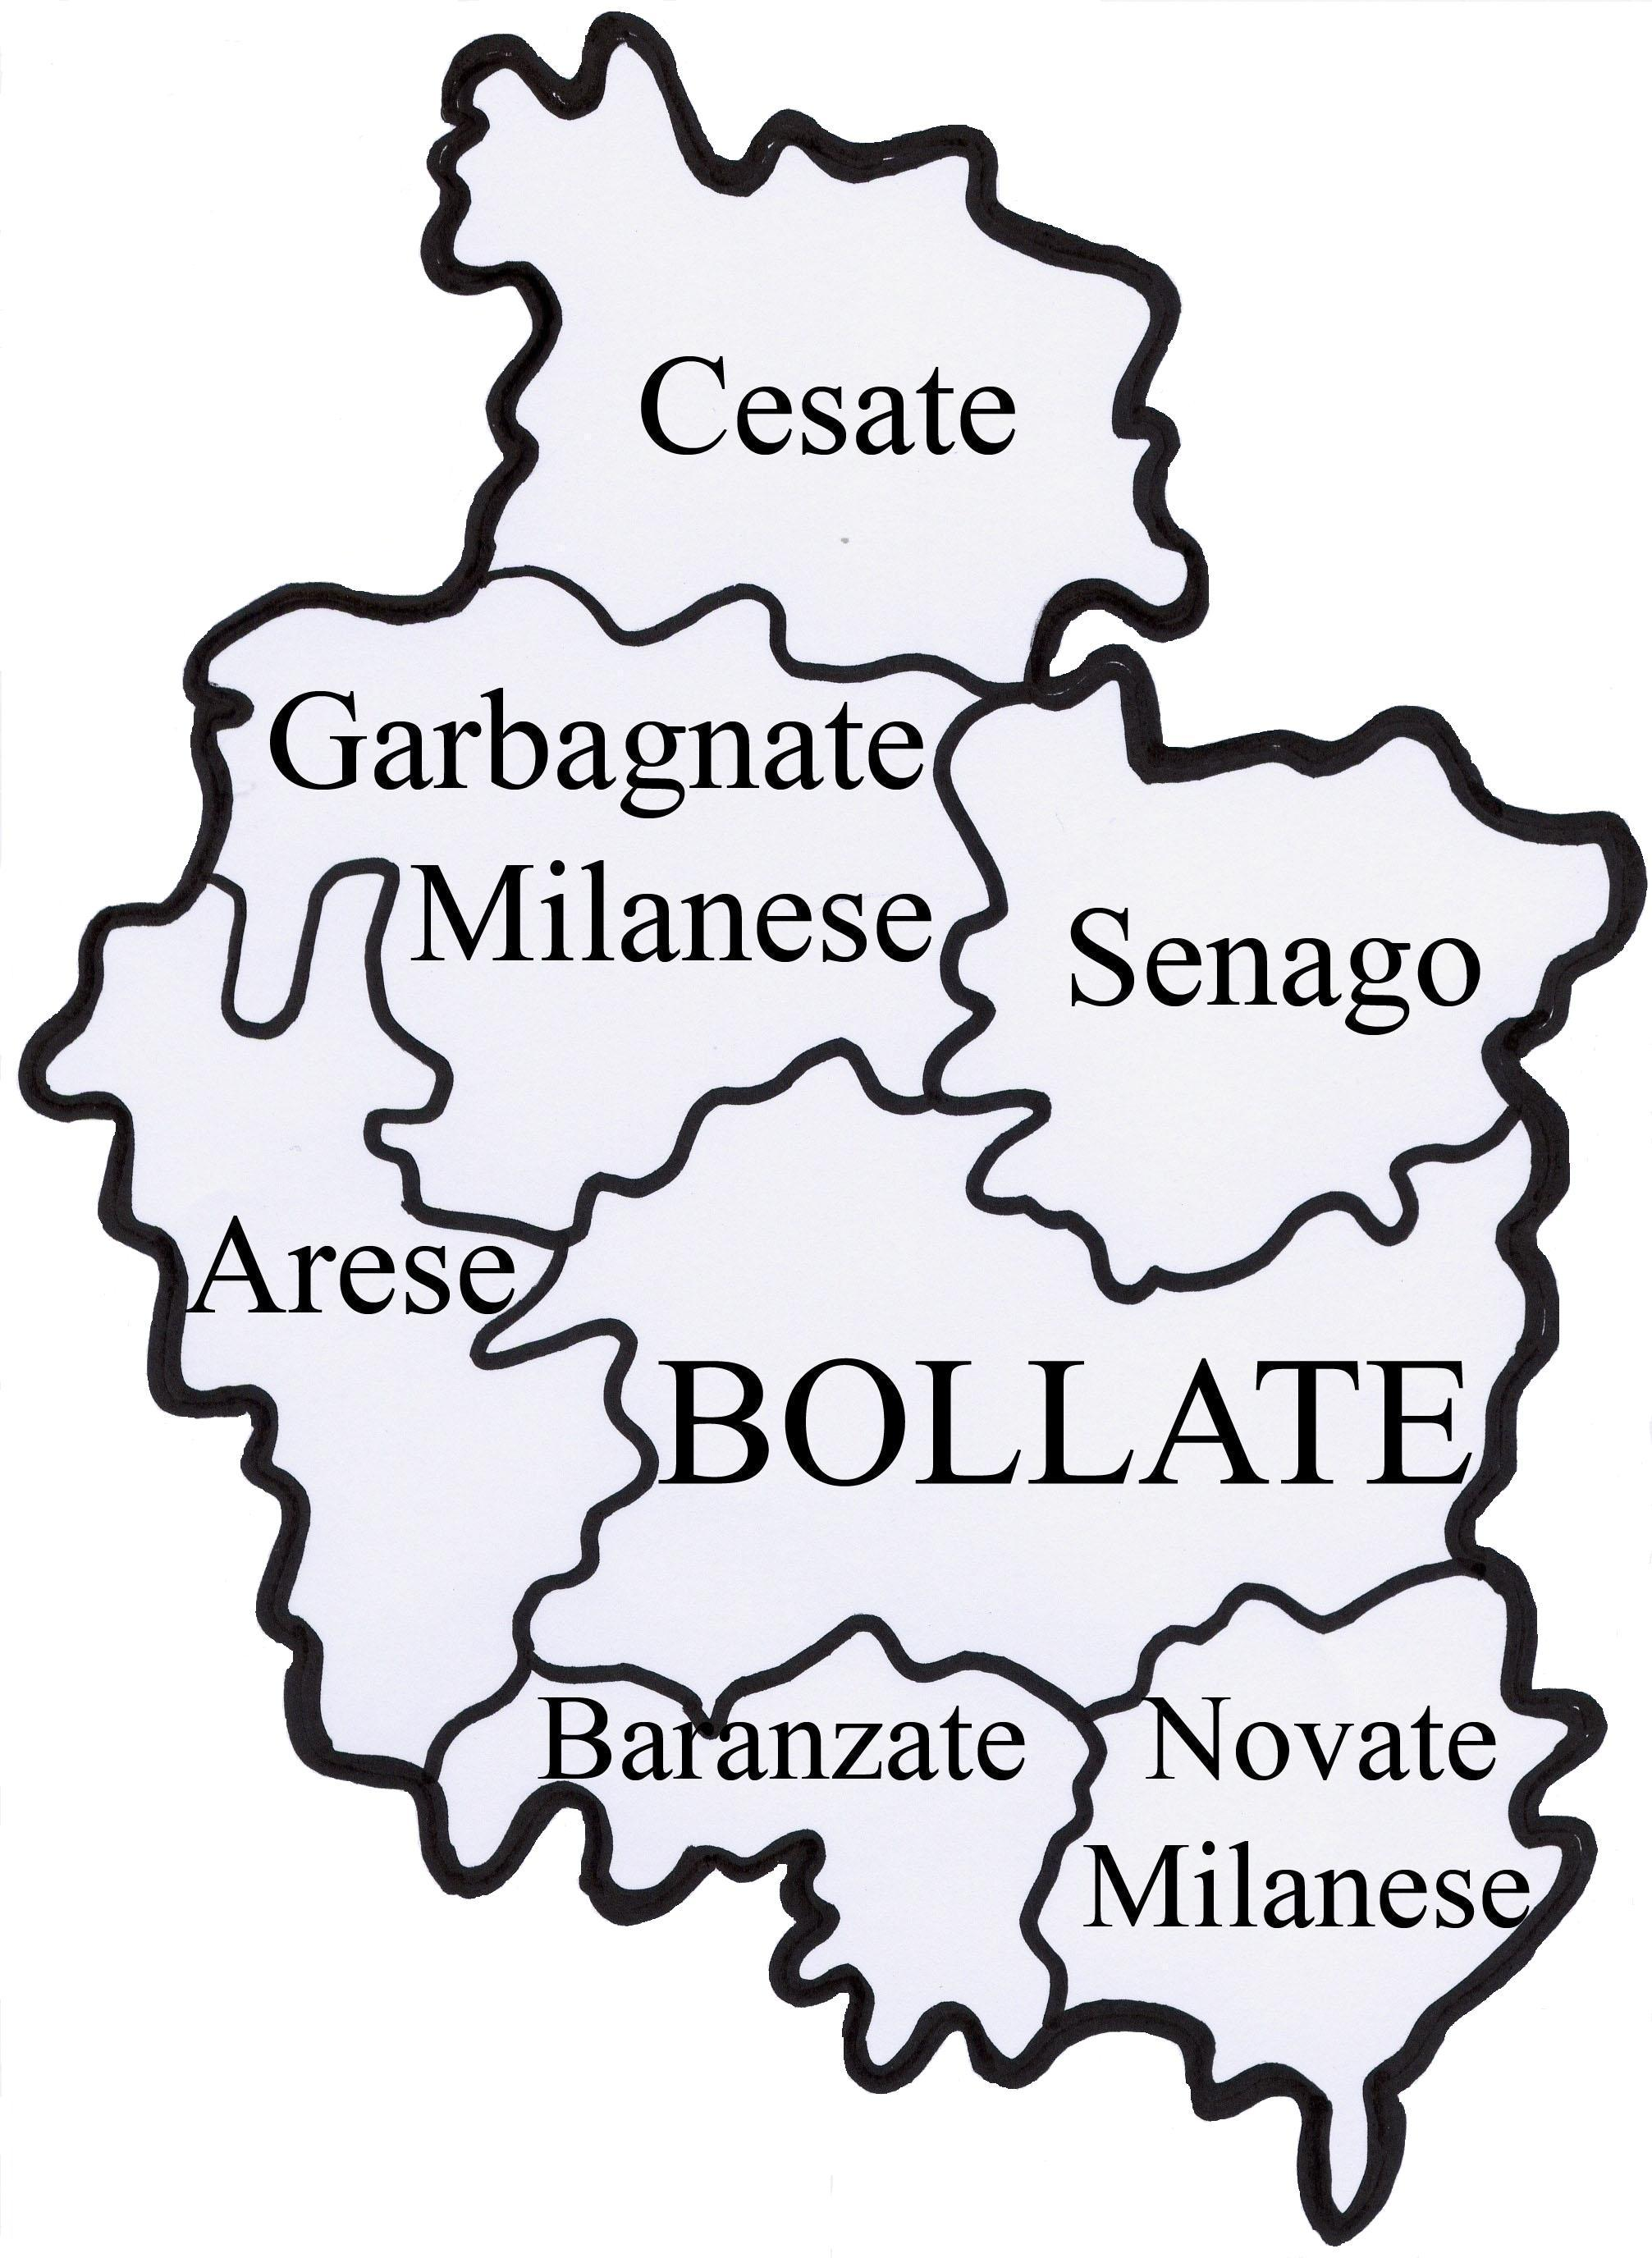 Cesate
Garbagnate
Milanese
Senago
Arese
BOLLATE
Baranzate
Novate
Milanese